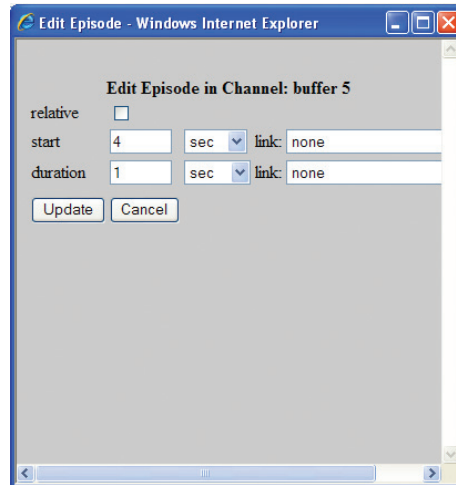 Edit Episode - Windows Internet Explorer
Edit Episode in Channel: buffer 5
relative
start 4 sec link: none
duration 1 sec link: none
Update Cancel